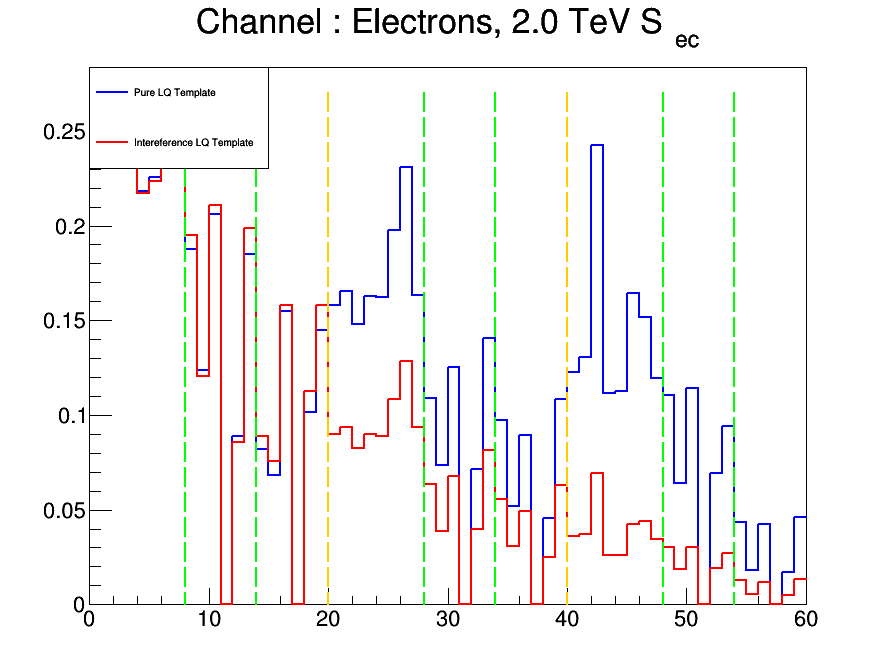 Channel : Electrons, 2.0 TeV S ec
Pure LQ Template
Intereference LQ Template
0.25
0.2
0.15
0.1
0.05
0
0 10 20 30 40 50 60